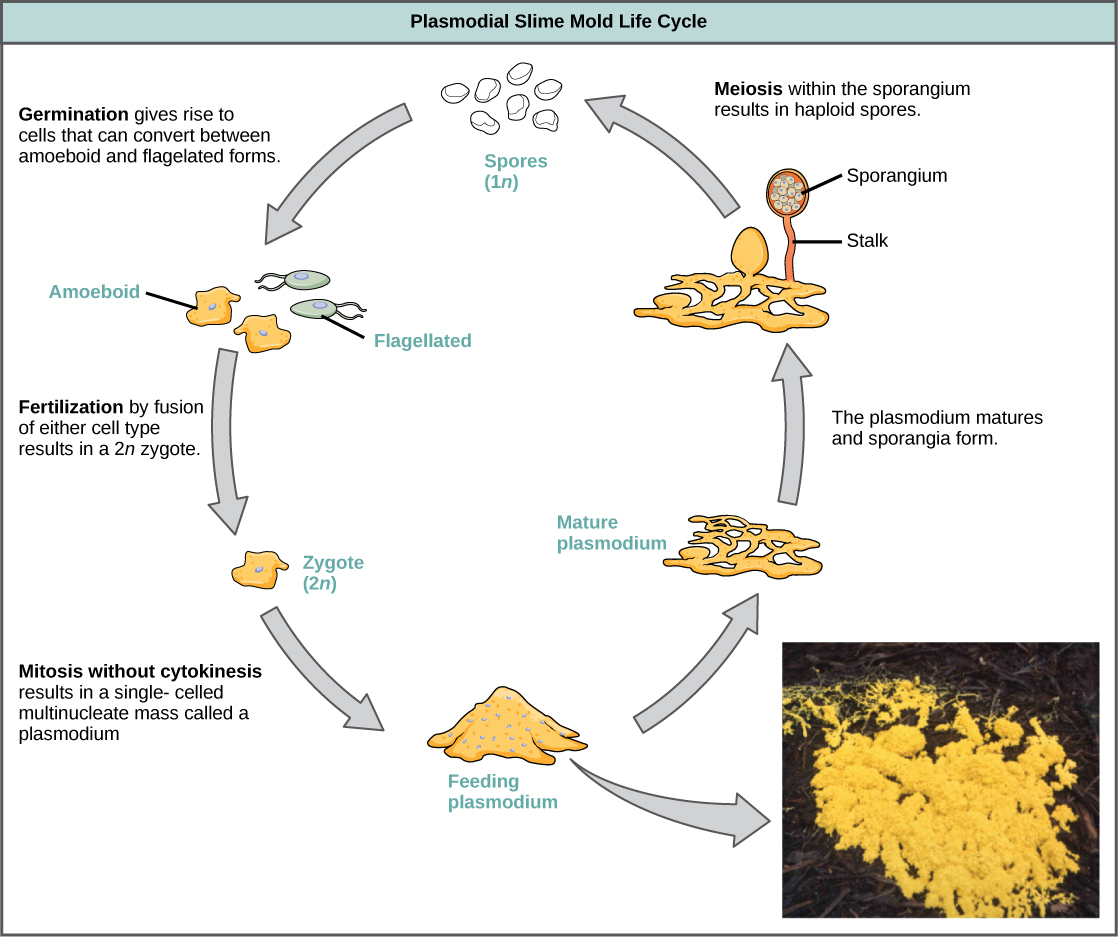 Plasmodial Slime Mold Life Cycle
Germination gives rise to
cells that can convert between
amoeboid and flagelated forms.
Spores
(1n)
Meiosis within the sporangium
results in haploid spores.
Sporangium
Stalk
Amoeboid
Flagellated
Fertilization by fusion
of either cell type
results in a 2n zygote.
The plasmodium matures
and sporangia form.
Zygote
(2n)
Mature
plasmodium
Mitosis without cytokinesis
results in a single- celled
multinucleate mass called a
plasmodium
Feeding
plasmodium